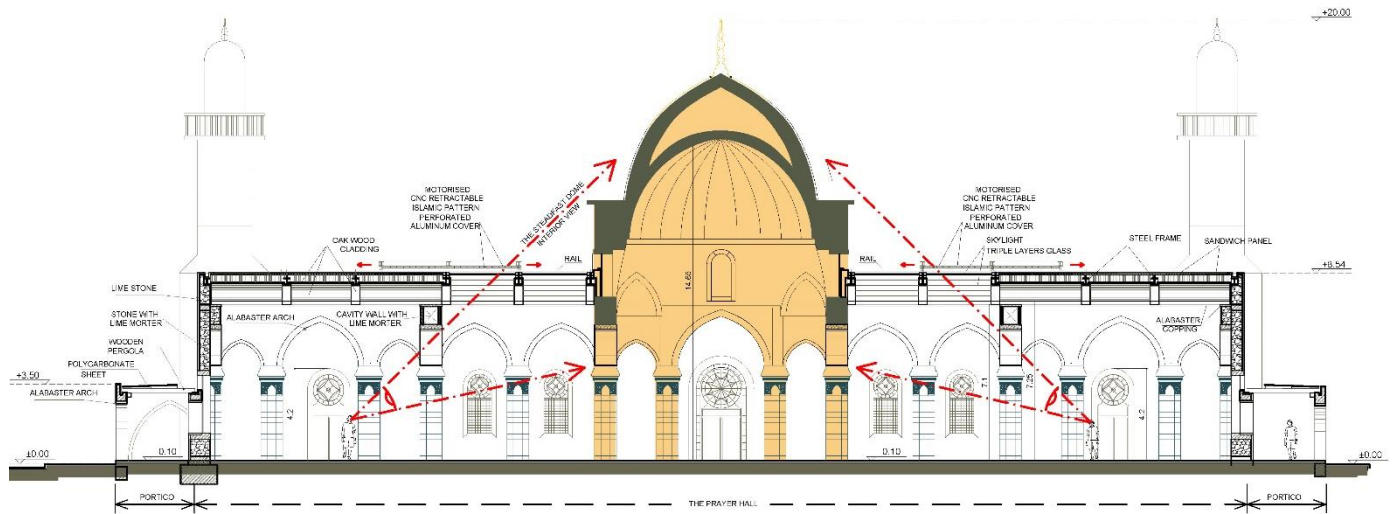 +20.00
MOTORISED
CNC RETRACTABLE
ISLAMIC PATTERN
PERFORATED
ALUMINUM COVER
THE STEADFAST DOME
INTERIOR VIEW
MOTORISED
CNC RETRACTABLE
ISLAMIC PATTERN
PERFORATED
ALUMINUM COVER
OAK WOOD
CLADDING
RAIL
14.66
RAIL
SKYLIGHT
TRIPLE LAYERS GLASS
STEEL FRAME
SANDWICH PANEL
LIME STONE
STONE WITH
LIME MORTER
ALABASTER ARCH
CAVITY WALL WITH
LIME MORTER
ALABASTER
COPPING
WOODEN
PERGOLA
POLYCARBONATE
SHEET
+3.50
ALABASTER ARCH
4.2
7.1
7.25
4.2
±0.00
0.10
0.10
±0.00
PORTICO
THE PRAYER HALL
PORTICO